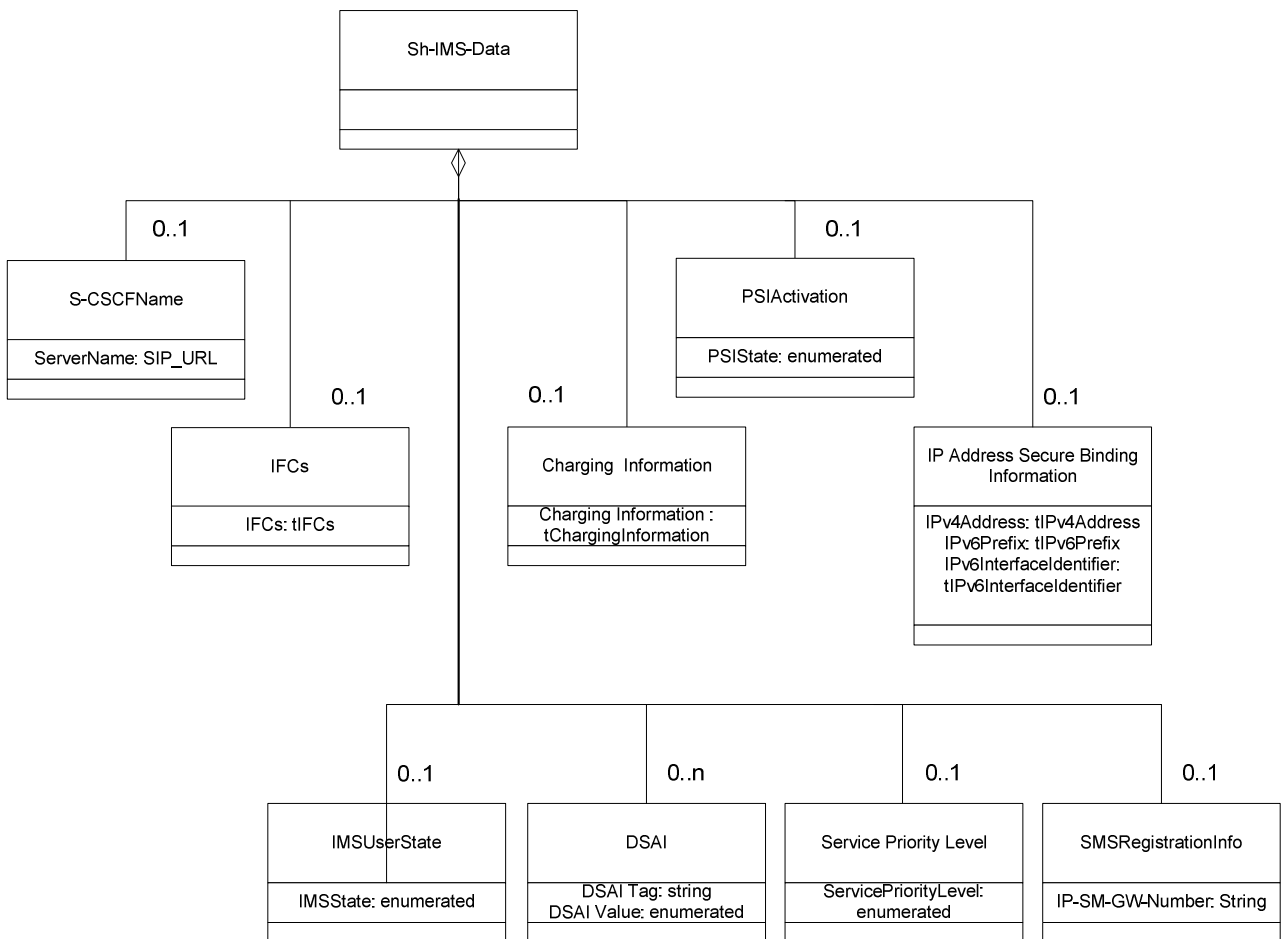 Sh-IMS-Data
0..1
0..1
S-CSCFName
ServerName: SIP_URL
PSIActivation
PSIState: enumerated
0..1
0..1
0..1
IFCs
IFCs: tIFCs
Charging Information
Charging Information :
tChargingInformation
IP Address Secure Binding
Information
IPv4Address: tIPv4Address
IPv6Prefix: tIPv6Prefix
IPv6InterfaceIdentifier:
tIPv6InterfaceIdentifier
0..1
0..n
0..1
0..1
IMSUserState
IMSState: enumerated
DSAI
DSAI Tag: string
DSAI Value: enumerated
Service Priority Level
ServicePriorityLevel:
enumerated
SMSRegistrationInfo
IP-SM-GW-Number: String